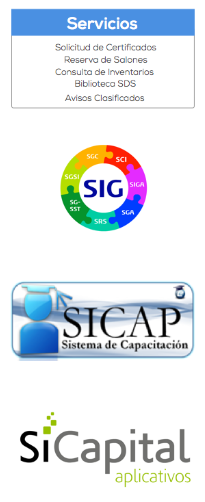 Servicios
Solicitud de Certificados
Reserva de Salones
Consulta de Inventarios
Biblioteca SDS
Avisos Clasificados
SGC
SCI
SGSI
SIG
SIGA
SG-
SST
SGA
SRS
SICAP
Sistema de Capacitación
SiCapital
aplicativos